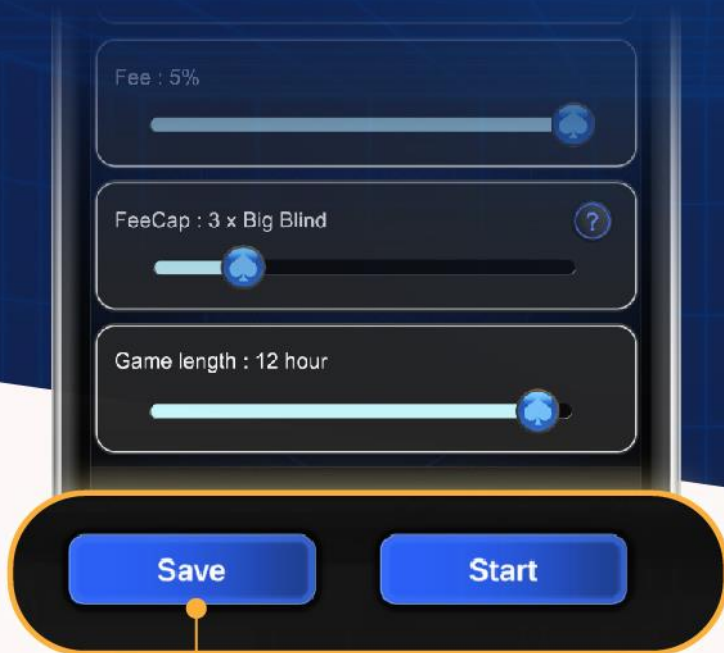 Fee : 5%
FeeCap : 3 x Big Blind
?
Game length : 12 hour
Save
Start